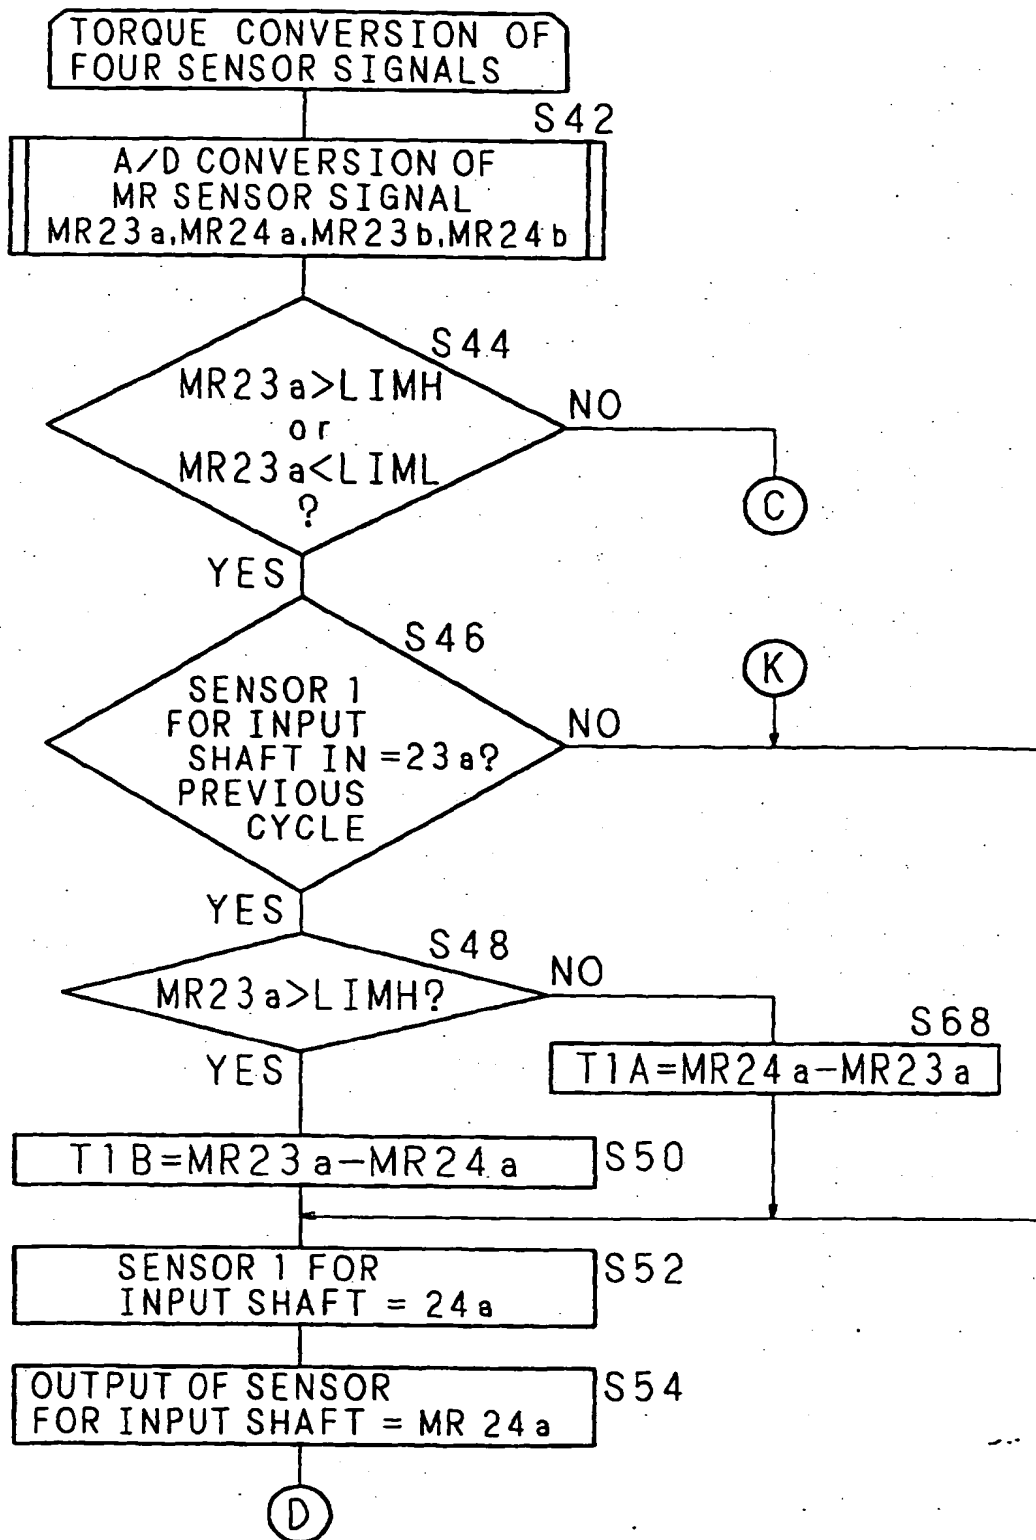 TORQUE CONVERSION OF
FOUR SENSOR SIGNALS
S42
A/D CONVERSION OF
MR SENSOR SIGNAL
MR23a,MR24a,MR23b,MR24b
S44
MR23a>LIMH
or
MR23a<LIML
?
NO
C
YES
S46
K
SENSOR 1
FOR INPUT
SHAFT IN =23a?
PREVIOUS
CYCLE
NO
YES
S48
MR23a>LIMH?
NO
YES
S68
T1A=MR24a-MR23a
T1B=MR23a-MR24a
S50
SENSOR 1 FOR
INPUT SHAFT = 24a
S52
OUTPUT OF SENSOR
FOR INPUT SHAFT = MR 24a
S54
D